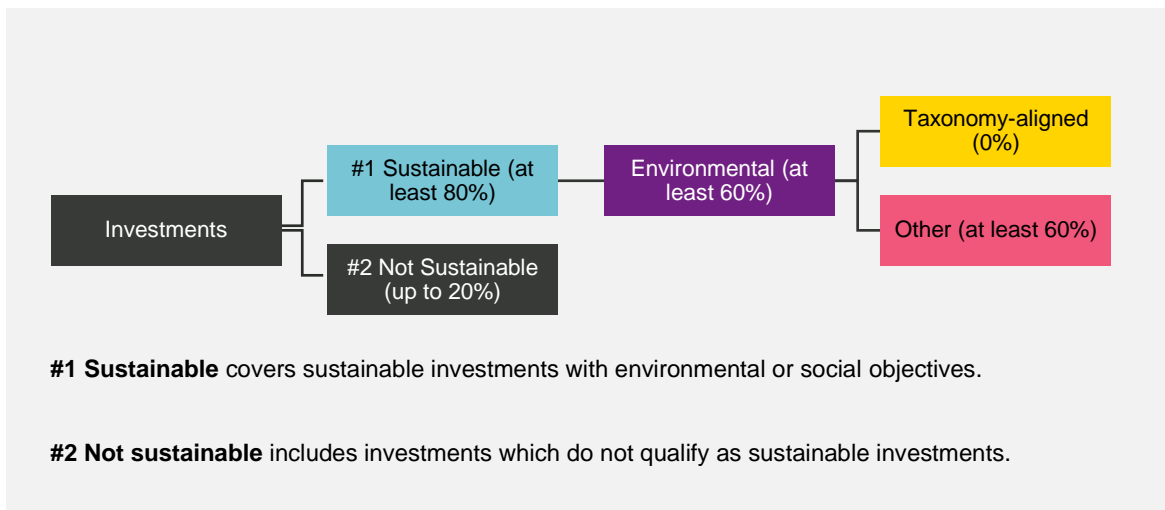 Taxonomy-aligned
(0%)
#1 Sustainable (at
least 80%)
Environmental (at
least 60%)
Investments
Other (at least 60%)
#2 Not Sustainable
(up to 20%)
#1 Sustainable covers sustainable investments with environmental or social objectives.
#2 Not sustainable includes investments which do not qualify as sustainable investments.